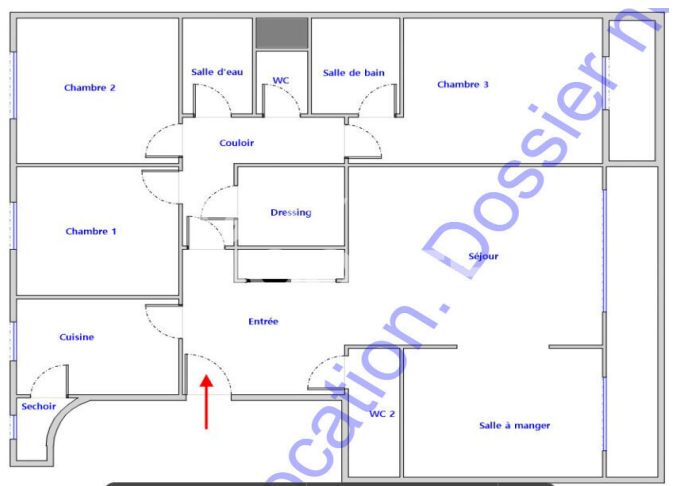 Chambre 2
Salle d'eau
WC
Salle de bain
Chambre 3
Couloir
Chambre 1
Dressing
Séjour
Cuisine
Entrée
Sechoir
WC 2
Salle à manger
location. Dossier n